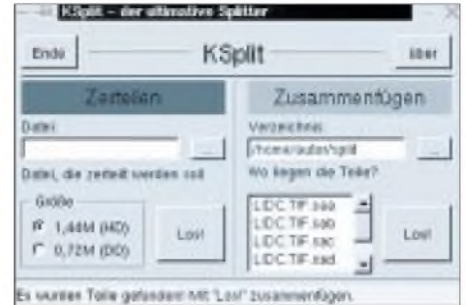 KSplit – der ultimative Splitter
Ende
KSplit
über
Zerteilen
Datei:
...
Datei, die zerteilt werden soll
Größe
1,44M (HD)
0,72M (DD)
Los!
Zusammenfügen
Verzeichnis:
/home/autor/split
...
Wo liegen die Teile?
LIDC.TIF.saa
LIDC.TIF.sab
LIDC.TIF.sac
LIDC.TIF.sad
Los!
Es wurden Teile gefunden! Mit "Los!" zusammenfügen.